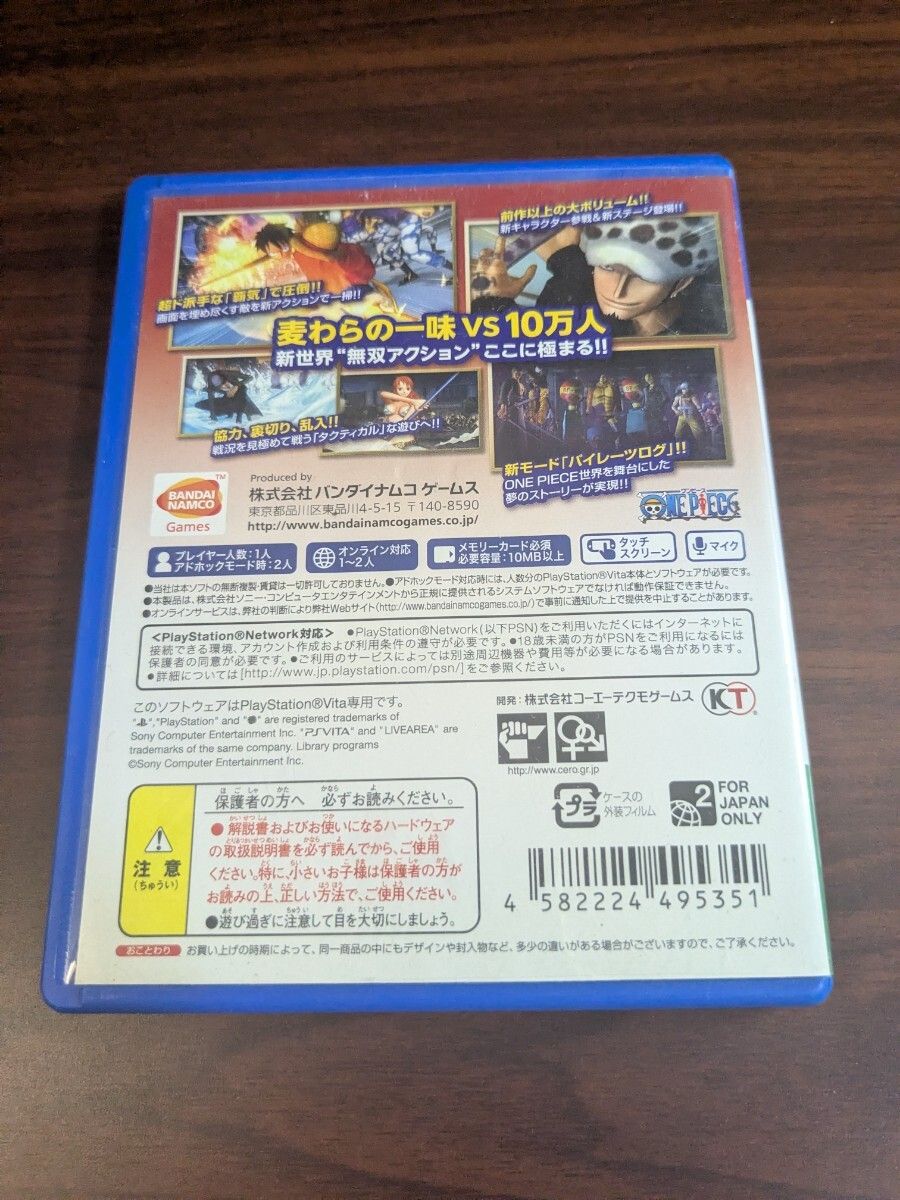 前作以上の大ボリューム!!
新キャラクター参戦&新ステージ登場!!
超ド派手な「覇気」で圧倒!!
画面を埋め尽くす敵を新アクションで一掃!!
麦わらの一味 VS 10万人
新世界“無双アクション”ここに極まる!!
協力、裏切り、乱入!!
戦況を見極めて戦う「タクティカル」な遊びへ!!
新モード「パイレーツログ」!!
ONE PIECE世界を舞台にした
夢のストーリーが実現!!
BANDAI NAMCO Games ™
Produced by
株式会社 バンダイナムコ ゲームス
東京都品川区東品川4-5-15 〒140-8590
http://www.bandainamcogames.co.jp/
ワンピース
ONE PIECE
プレイヤー人数:1人
アドホックモード時:2人
オンライン対応
1~2人
メモリーカード必須
必要容量:10MB以上
タッチ
スクリーン
マイク
●当社は本ソフトの無断複製・賃貸は一切許可しておりません。●アドホックモード対応時には、人数分のPlayStation®Vita本体とソフトウェアが必要です。
●本製品は、株式会社ソニー・コンピュータエンタテインメントから正規に提供されるシステムソフトウェアでなければ動作保証できません。
●オンラインサービスは、弊社の判断により弊社Webサイト(http://www.bandainamcogames.co.jp/)で事前に通知した上で提供を中止することがあります。
<PlayStation®Network対応> ●PlayStation®Network(以下PSN)をご利用いただくにはインターネットに
接続できる環境、アカウント作成および利用条件の遵守が必要です。●18歳未満の方がPSNをご利用になるには
保護者の同意が必要です。●ご利用のサービスによっては別途周辺機器や費用等が必要になる場合があります。
●詳細については[http://www.jp.playstation.com/psn/]をご参照ください。
このソフトウェアはPlayStation®Vita専用です。
" ", "PlayStation" and " " are registered trademarks of
Sony Computer Entertainment Inc. "PSVITA" and "LIVEAREA" are
trademarks of the same company. Library programs
©Sony Computer Entertainment Inc.
開発:株式会社コーエーテクモゲームス
KT
http://www.cero.gr.jp
保護者の方へ 必ずお読みください。
注意
(ちゅうい)
●解説書およびお使いになるハードウェア
の取扱説明書を必ず読んでから、ご使用
ください。特に、小さいお子様は保護者の方が
お読みの上、正しい方法で、ご使用ください。
●遊び過ぎに注意して目を大切にしましょう。
プラ
ケースの
外装フィルム
2
FOR
JAPAN
ONLY
4 582224 495351
おことわり お買い上げの時期によって、同一商品の中にもデザインや封入物など、多少の違いがある場合がございますので、ご了承ください。